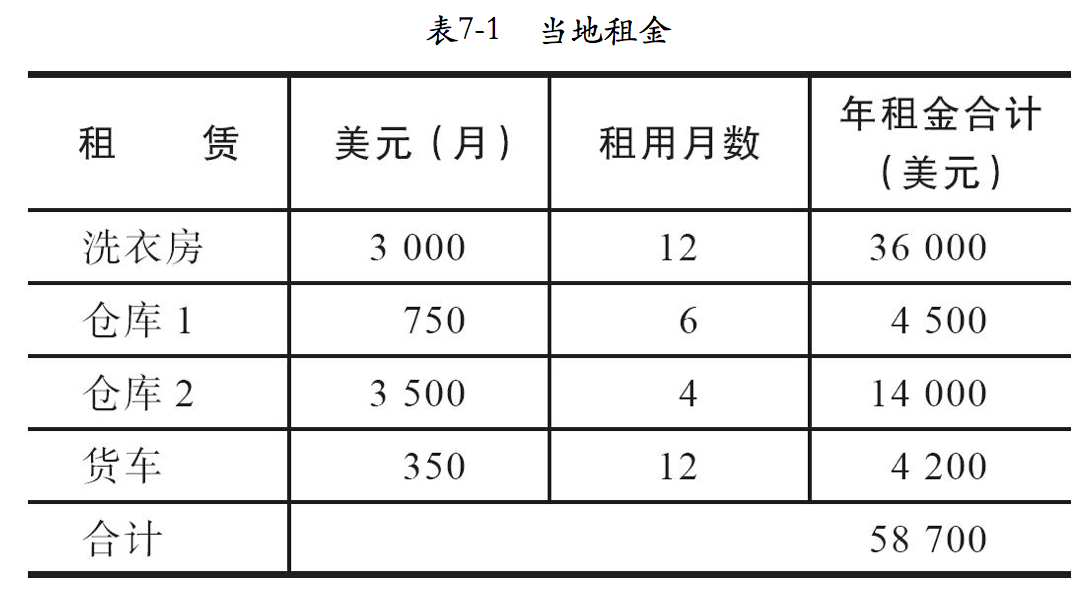 表7-1 当地租金
租 赁 美元（月） 租用月数 年租金合计
（美元）
洗衣房 3 000 12 36 000
仓库 1 750 6 4 500
仓库 2 3 500 4 14 000
货车 350 12 4 200
合计 58 700